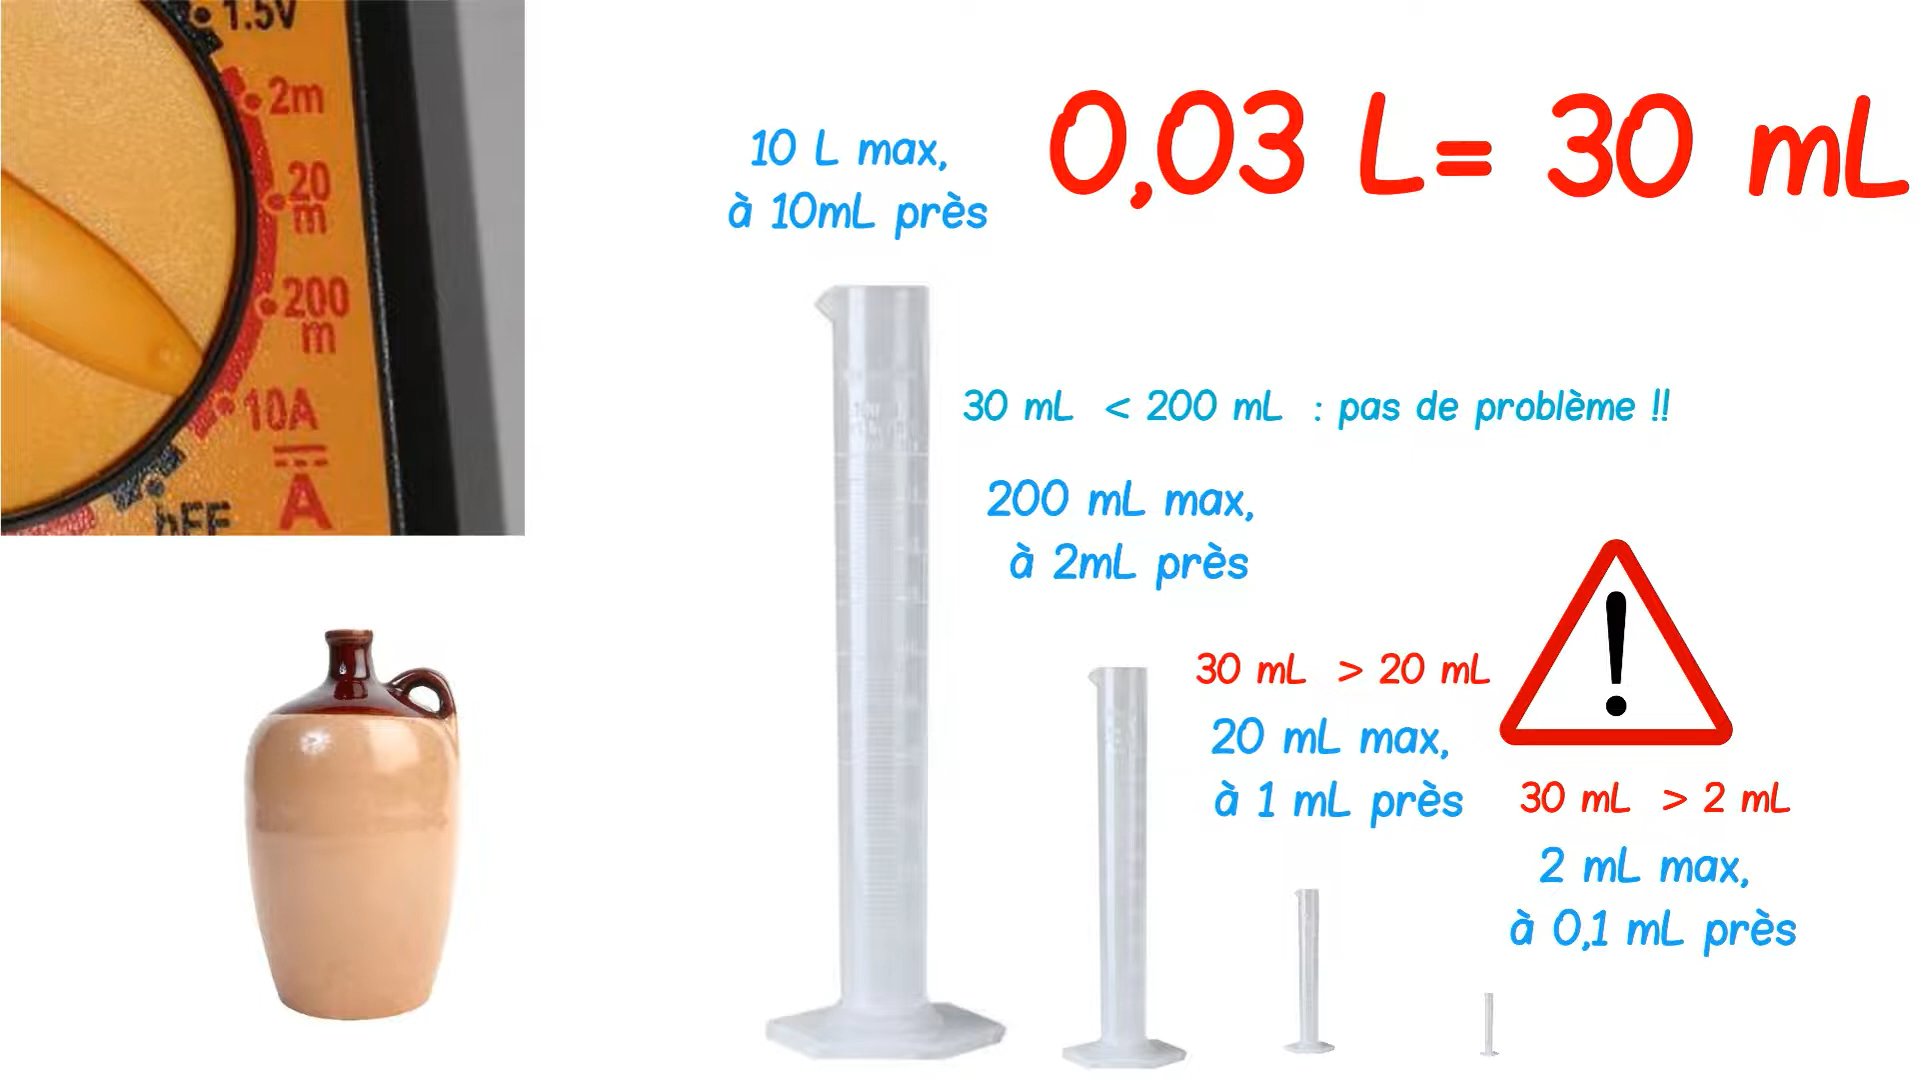 1.5V
2m
20
m
200
m
10A
A
OFF
10 L max,
à 10mL près
0,03 L= 30 mL
30 mL < 200 mL : pas de problème !!
200 mL max,
à 2mL près
30 mL > 20 mL
20 mL max,
à 1 mL près
!
30 mL > 2 mL
2 mL max,
à 0,1 mL près